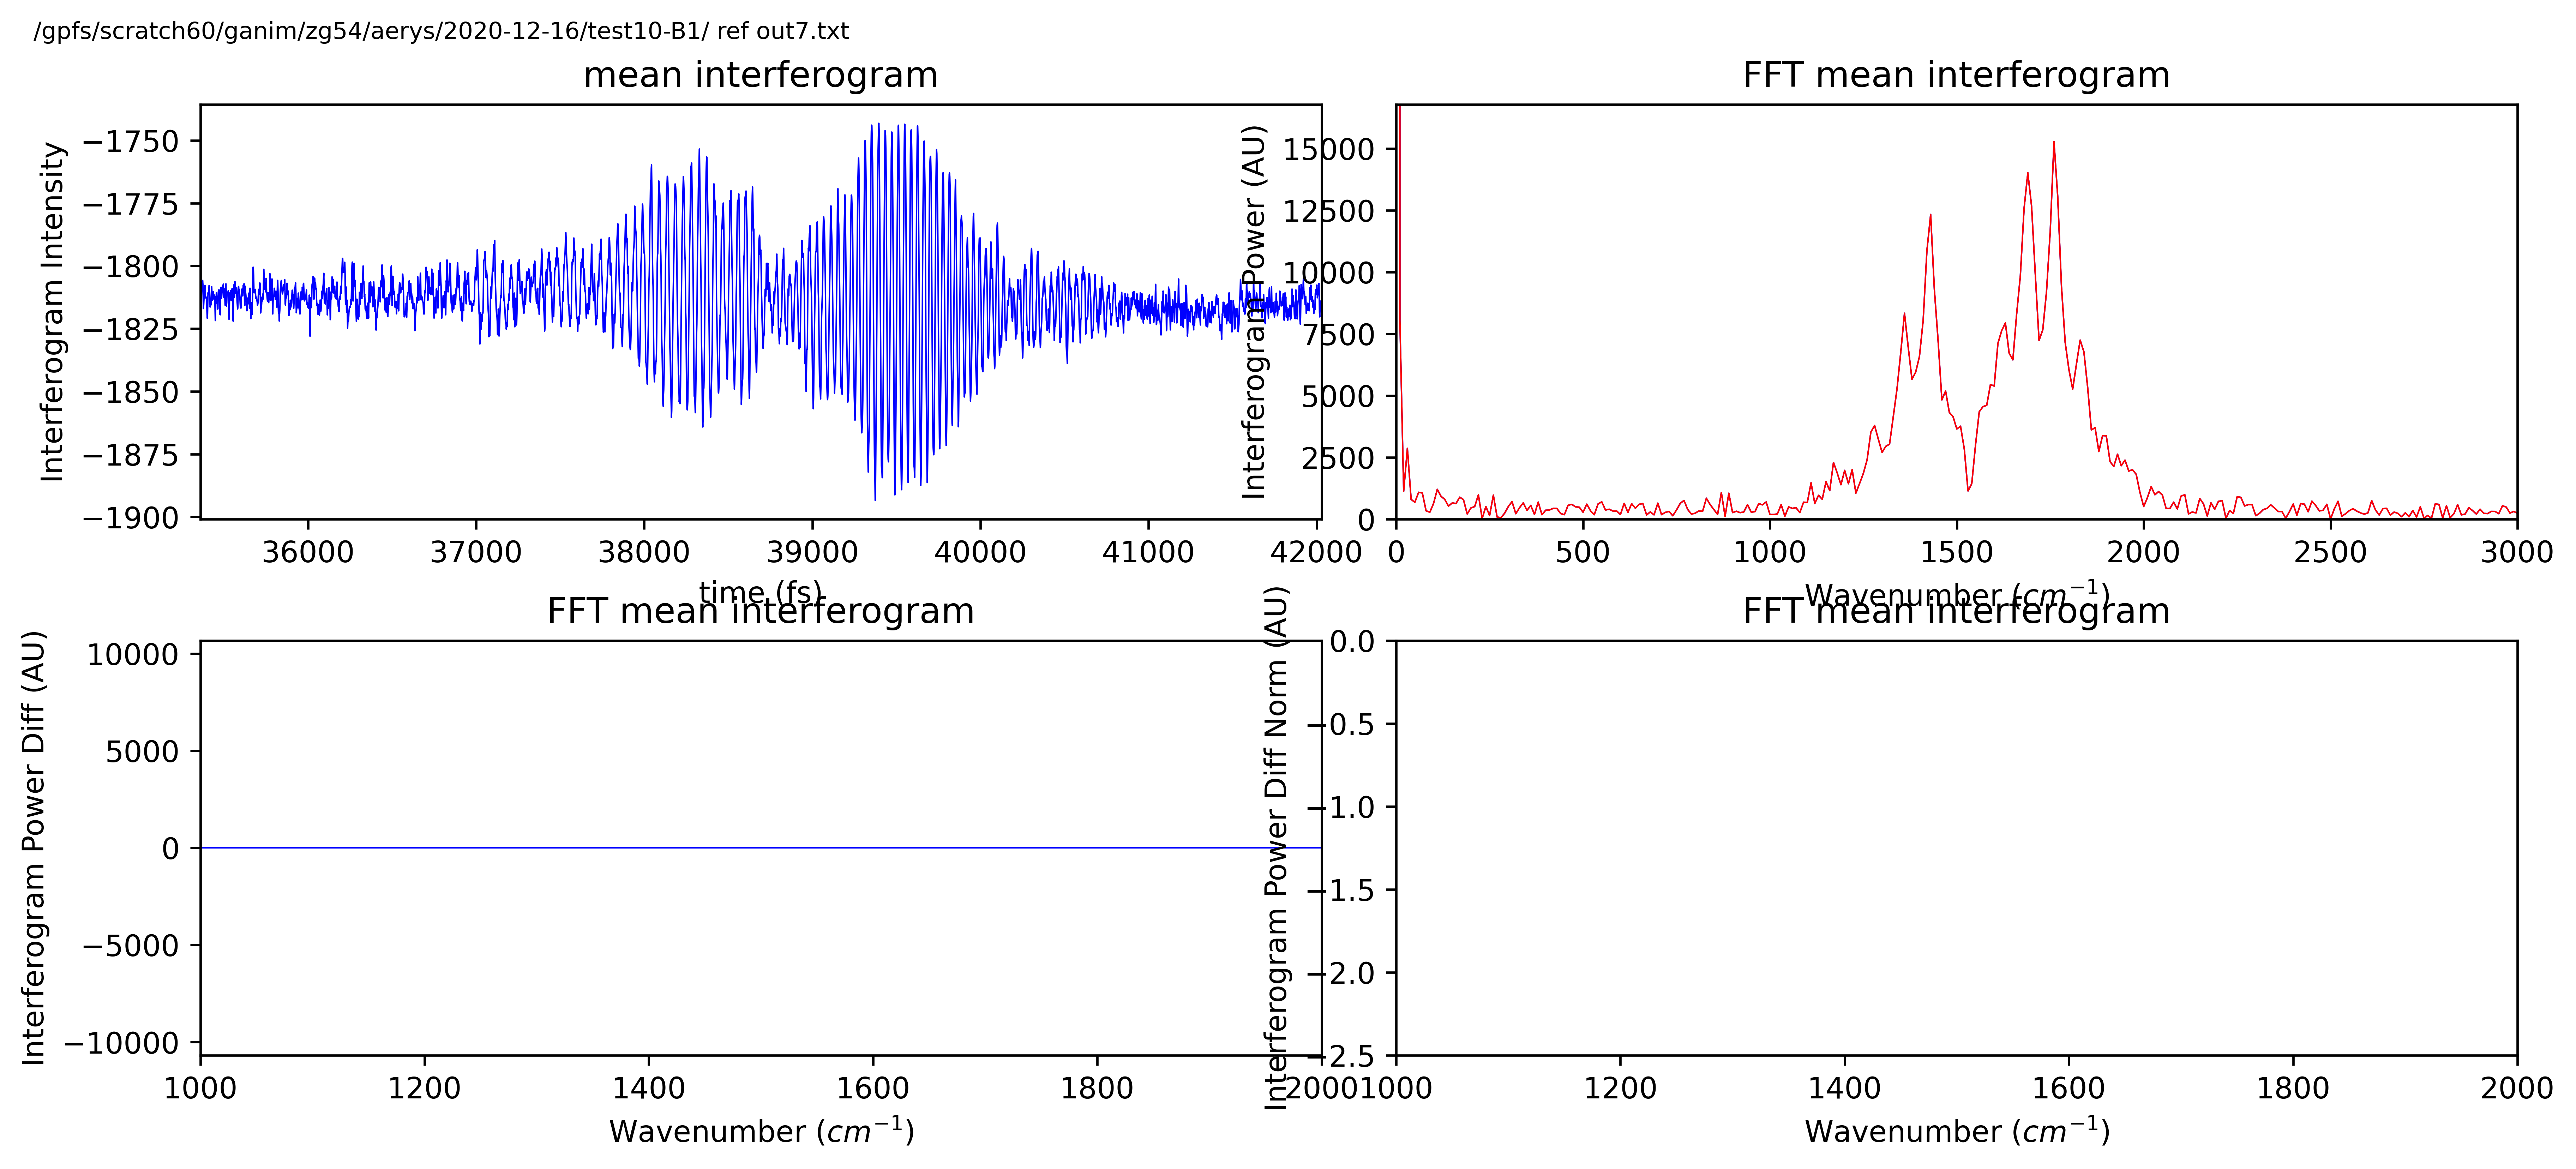 /gpfs/scratch60/ganim/zg54/aerys/2020-12-16/test10-B1/ ref out7.txt
mean interferogram
Interferogram Intensity
−1750
−1775
−1800
−1825
−1850
−1875
−1900
36000 37000 38000 39000 40000 41000 42000
time (fs)
FFT mean interferogram
Interferogram Power (AU)
15000
12500
10000
7500
5000
2500
0
0 500 1000 1500 2000 2500 3000
Wavenumber (cm⁻¹)
FFT mean interferogram
Interferogram Power Diff (AU)
10000
5000
0
−5000
−10000
1000 1200 1400 1600 1800 2000
Wavenumber (cm⁻¹)
FFT mean interferogram
Interferogram Power Diff Norm (AU)
0.0
−0.5
−1.0
−1.5
−2.0
−2.5
1000 1200 1400 1600 1800 2000
Wavenumber (cm⁻¹)